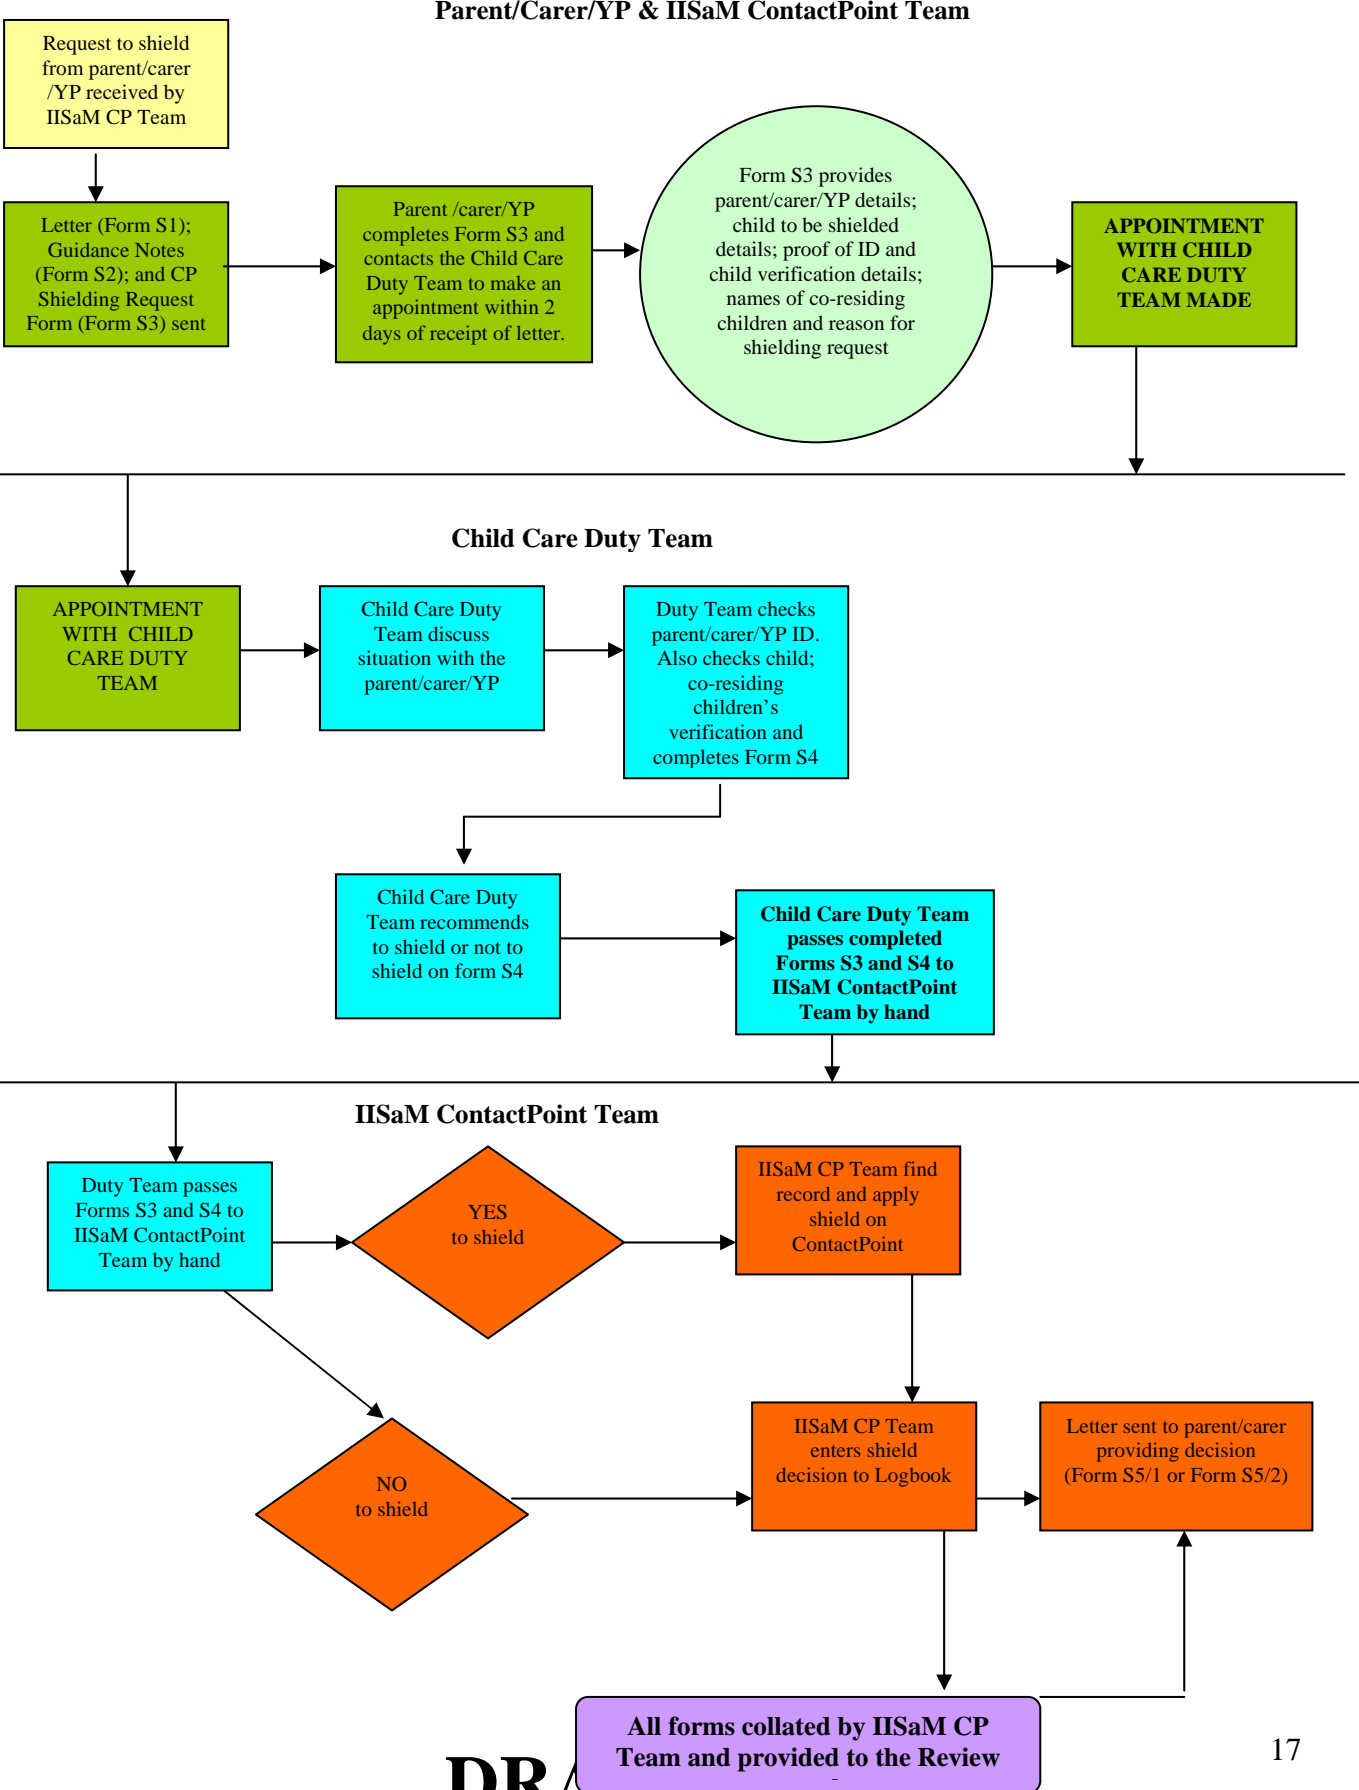 Parent/Carer/YP & IISaM ContactPoint Team
Request to shield
from parent/carer
/YP received by
IISaM CP Team
Letter (Form S1);
Guidance Notes
(Form S2); and CP
Shielding Request
Form (Form S3) sent
Parent /carer/YP
completes Form S3 and
contacts the Child Care
Duty Team to make an
appointment within 2
days of receipt of letter.
Form S3 provides
parent/carer/YP details;
child to be shielded
details; proof of ID and
child verification details;
names of co-residing
children and reason for
shielding request
APPOINTMENT
WITH CHILD
CARE DUTY
TEAM MADE
Child Care Duty Team
APPOINTMENT
WITH CHILD
CARE DUTY
TEAM
Child Care Duty
Team discuss
situation with the
parent/carer/YP
Duty Team checks
parent/carer/YP ID.
Also checks child;
co-residing
children’s
verification and
completes Form S4
Child Care Duty
Team recommends
to shield or not to
shield on form S4
Child Care Duty Team
passes completed
Forms S3 and S4 to
IISaM ContactPoint
Team by hand
IISaM ContactPoint Team
Duty Team passes
Forms S3 and S4 to
IISaM ContactPoint
Team by hand
YES
to shield
IISaM CP Team find
record and apply
shield on
ContactPoint
NO
to shield
IISaM CP Team
enters shield
decision to Logbook
Letter sent to parent/carer
providing decision
(Form S5/1 or Form S5/2)
All forms collated by IISaM CP
Team and provided to the Review
17